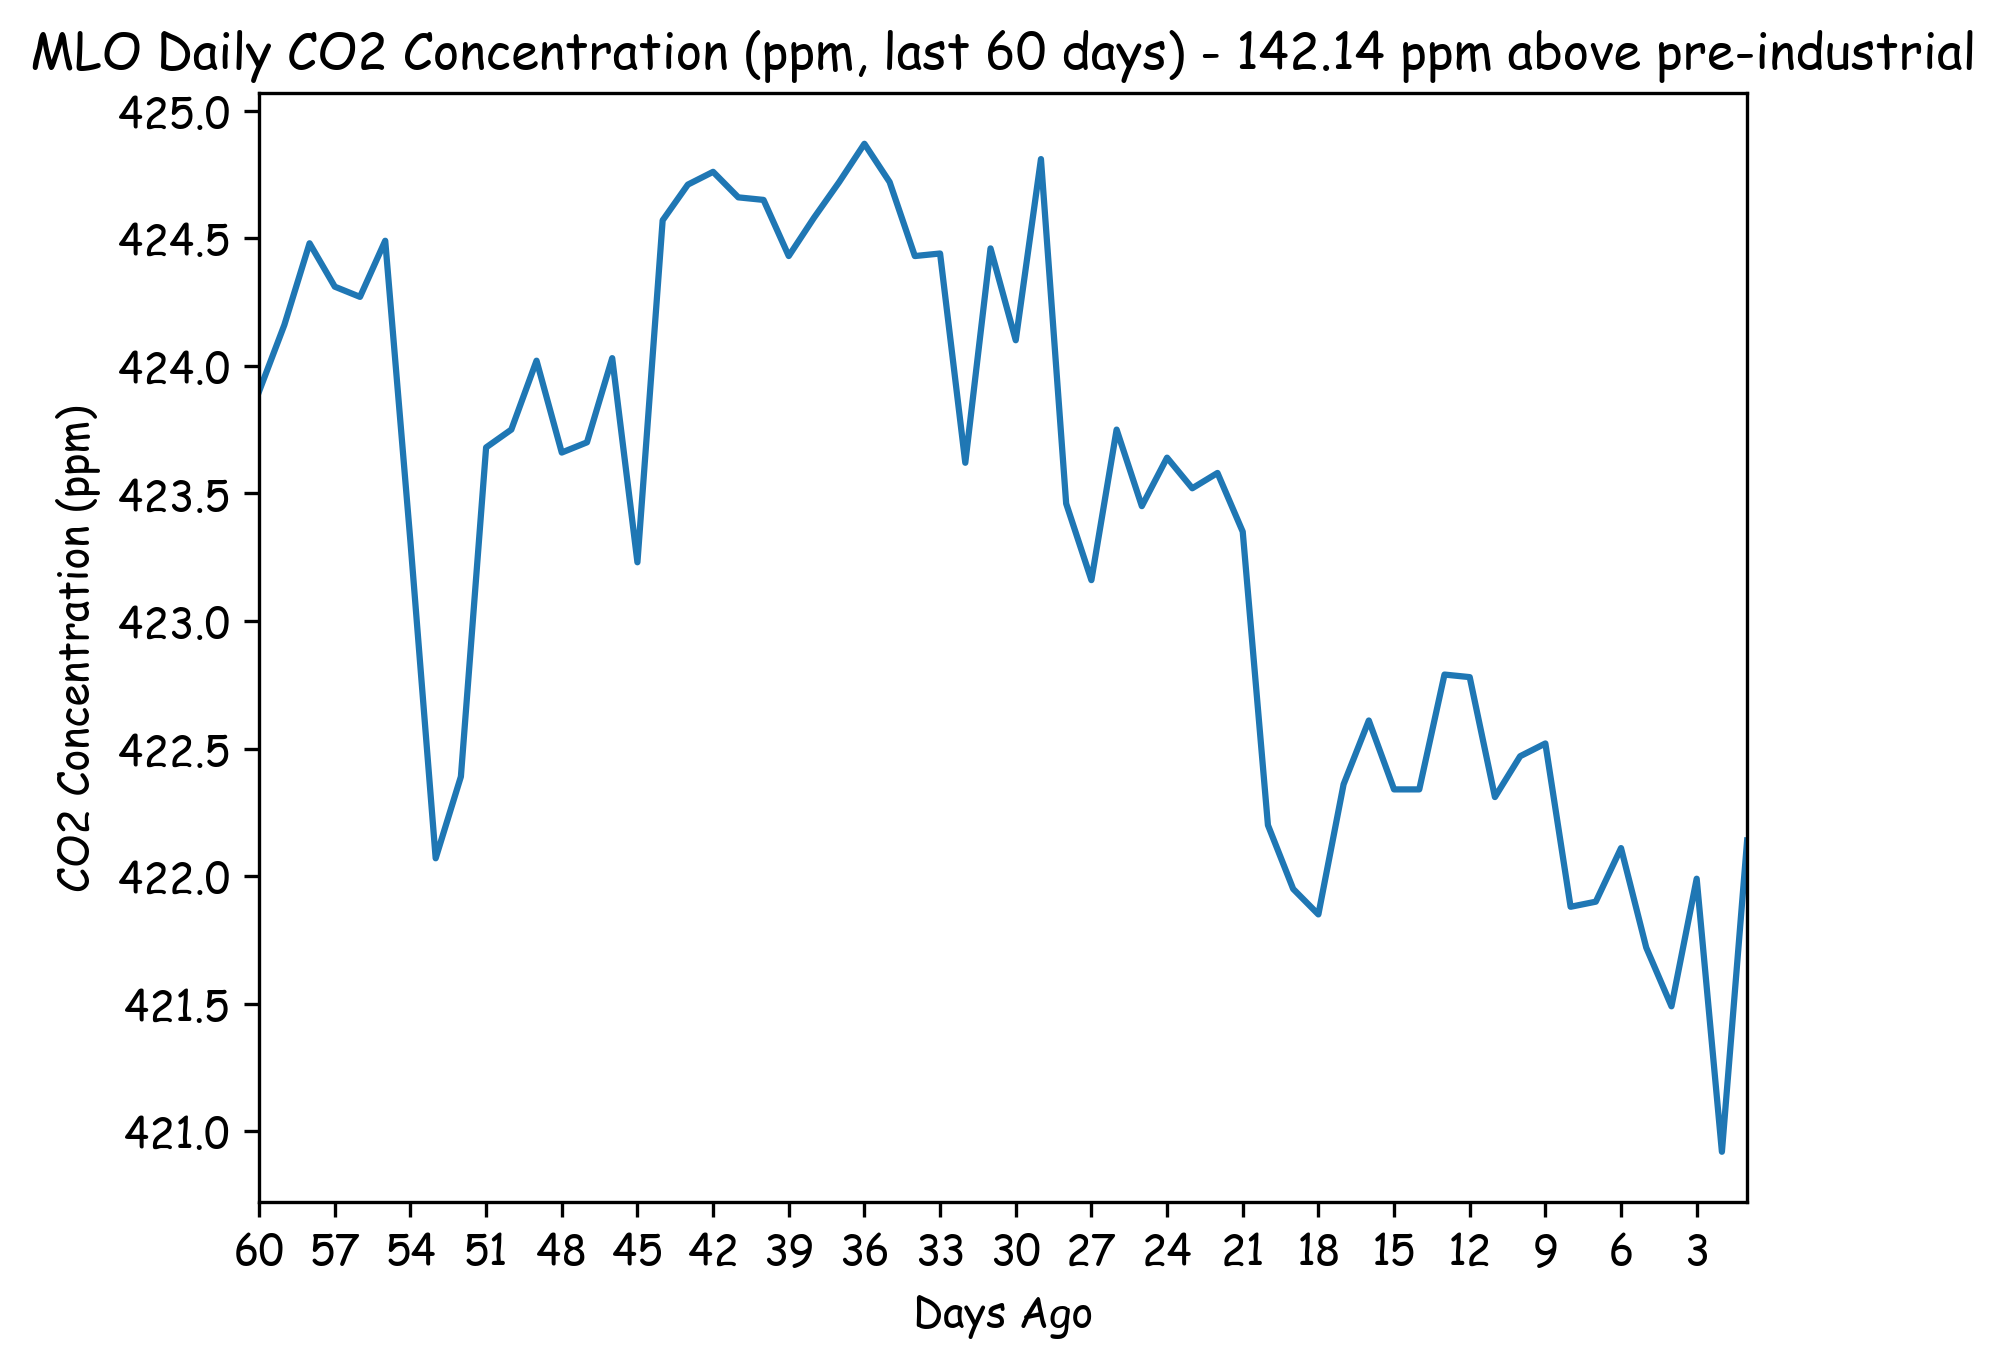 MLO Daily CO2 Concentration (ppm, last 60 days) - 142.14 ppm above pre-industrial
CO2 Concentration (ppm)
425.0
424.5
424.0
423.5
423.0
422.5
422.0
421.5
421.0
60 57 54 51 48 45 42 39 36 33 30 27 24 21 18 15 12 9 6 3
Days Ago